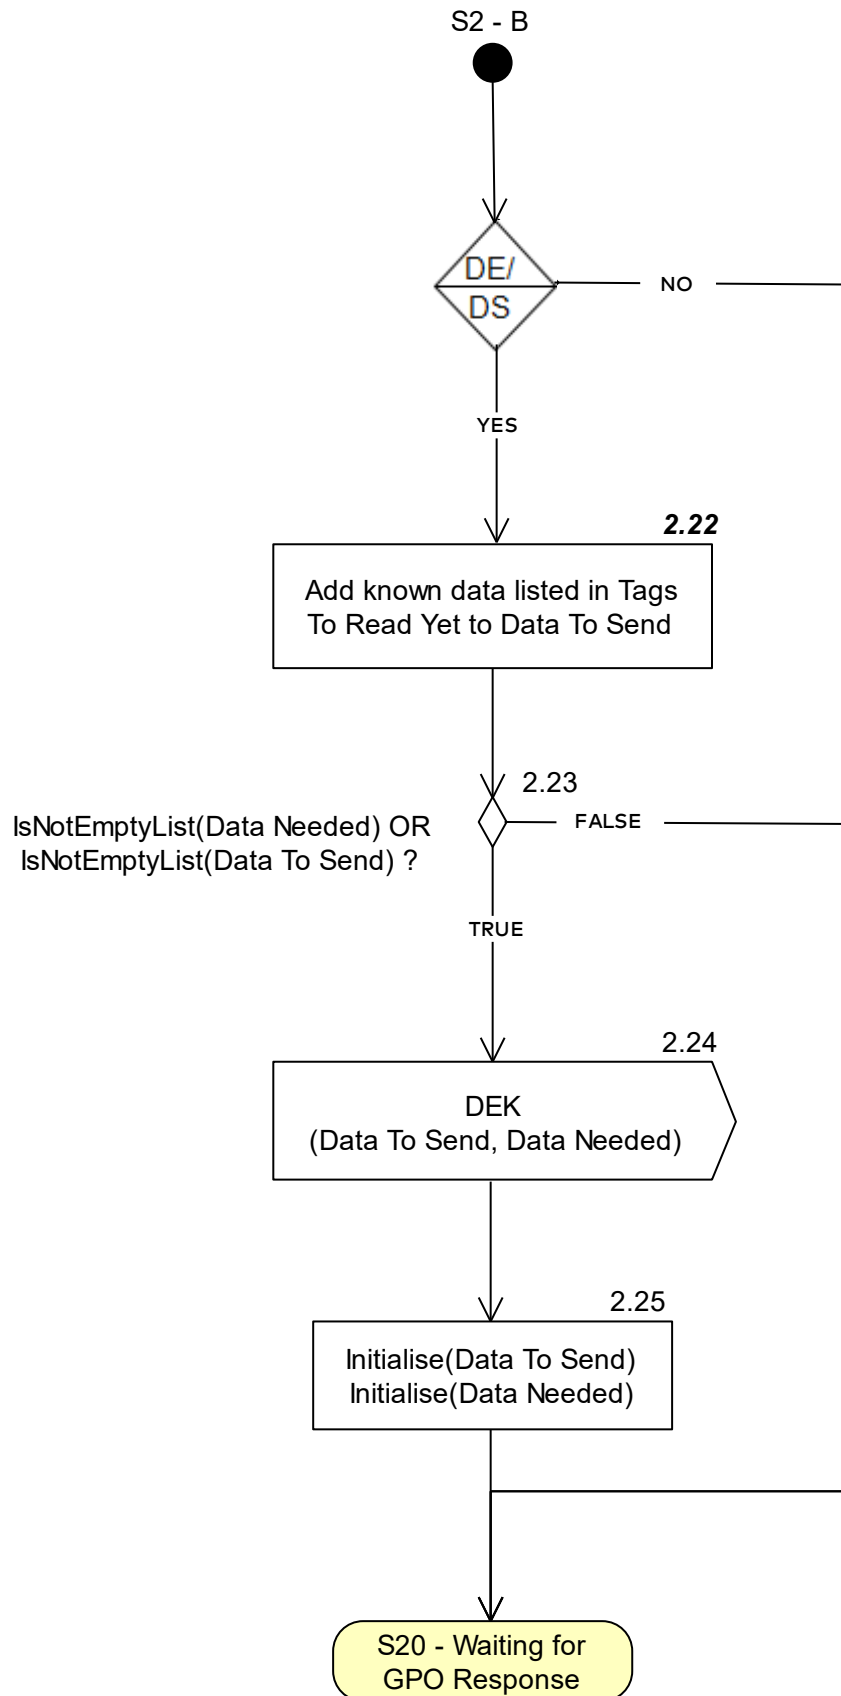 S2 - B
DE/
DS
NO
YES
2.22
Add known data listed in Tags
To Read Yet to Data To Send
2.23
IsNotEmptyList(Data Needed) OR
IsNotEmptyList(Data To Send) ?
FALSE
TRUE
2.24
DEK
(Data To Send, Data Needed)
2.25
Initialise(Data To Send)
Initialise(Data Needed)
S20 - Waiting for
GPO Response